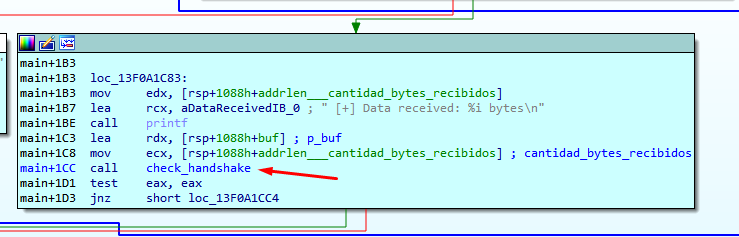 main+1B3
main+1B3 loc_13F0A1C83:
main+1B3 mov edx, [rsp+1088h+addrlen___cantidad_bytes_recibidos]
main+1B7 lea rcx, aDataReceivedIB_0 ; " [+] Data received: %i bytes\n"
main+1BE call printf
main+1C3 lea rdx, [rsp+1088h+buf] ; p_buf
main+1C8 mov ecx, [rsp+1088h+addrlen___cantidad_bytes_recibidos] ; cantidad_bytes_recibidos
main+1CC call check_handshake
main+1D1 test eax, eax
main+1D3 jnz short loc_13F0A1CC4